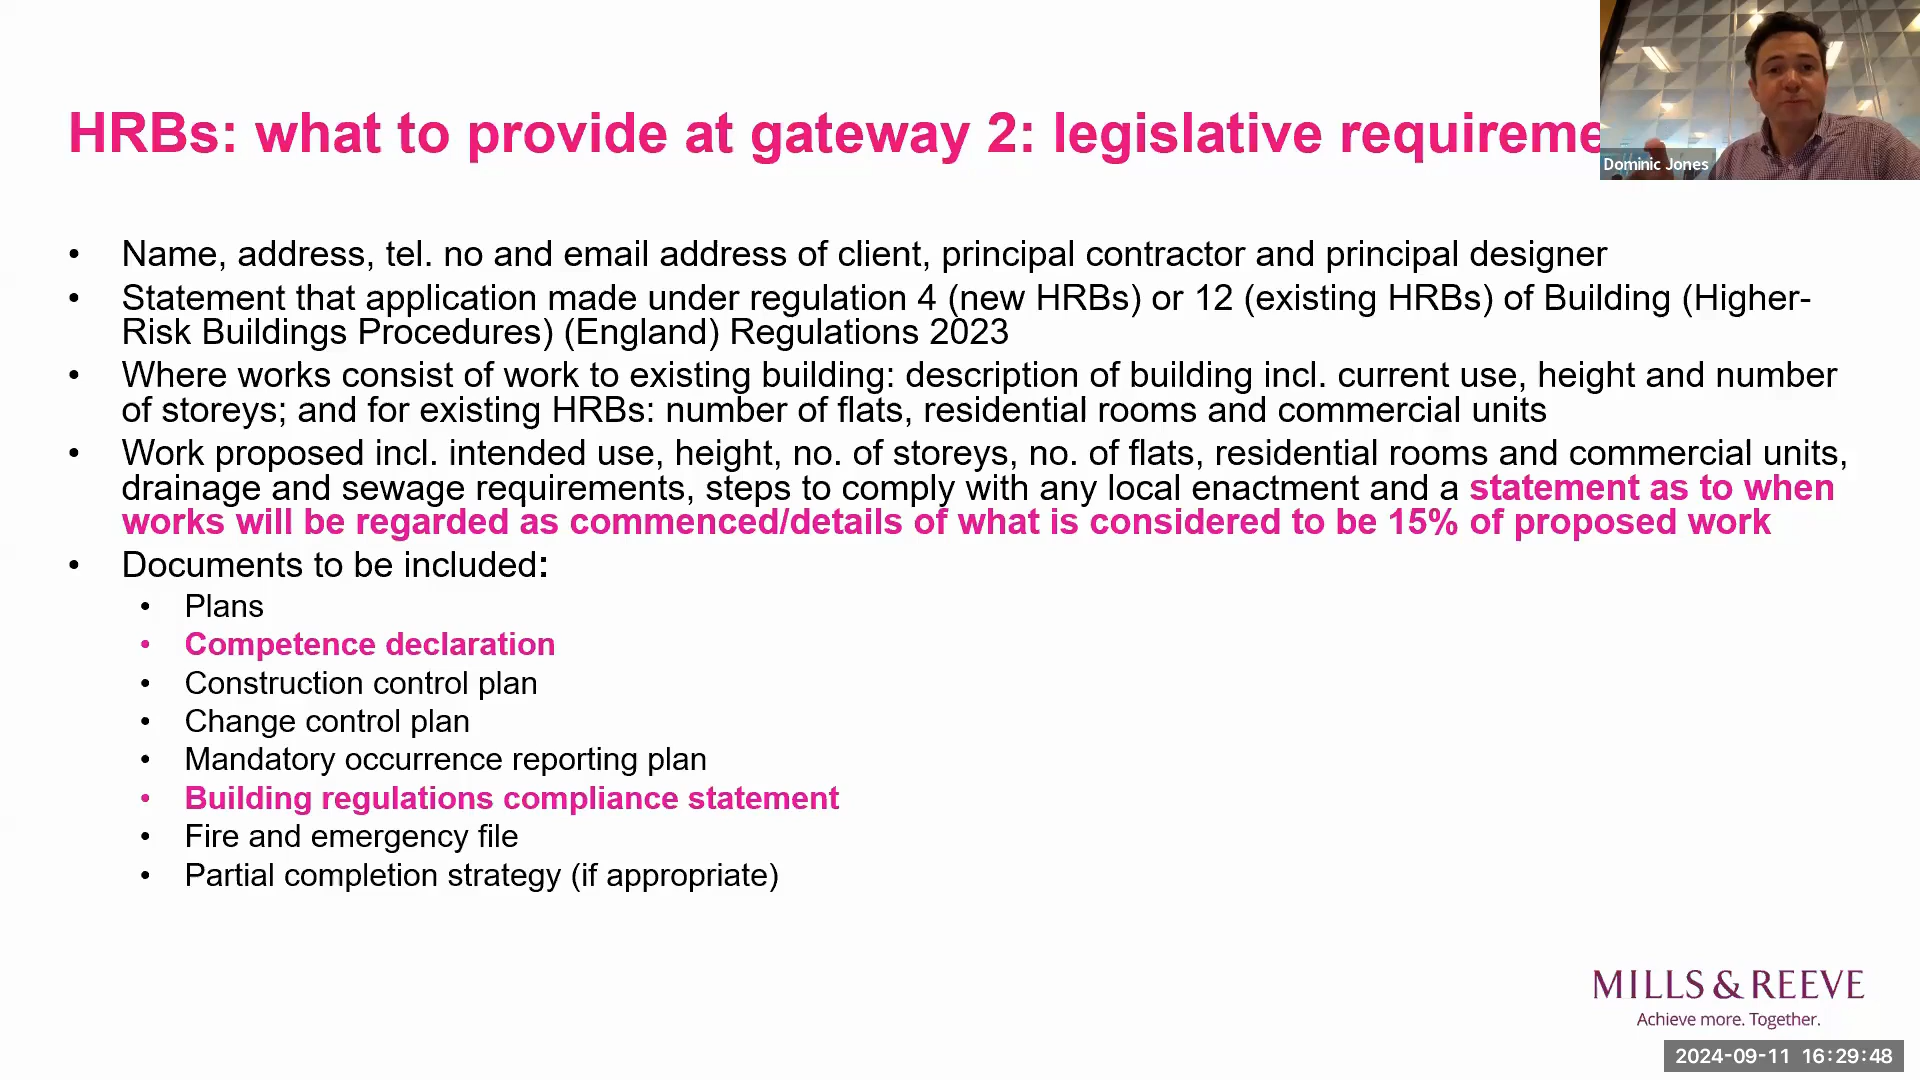 HRBs: what to provide at gateway 2: legislative requireme
Dominic Jones
• Name, address, tel. no and email address of client, principal contractor and principal designer
• Statement that application made under regulation 4 (new HRBs) or 12 (existing HRBs) of Building (Higher-
Risk Buildings Procedures) (England) Regulations 2023
• Where works consist of work to existing building: description of building incl. current use, height and number
of storeys; and for existing HRBs: number of flats, residential rooms and commercial units
• Work proposed incl. intended use, height, no. of storeys, no. of flats, residential rooms and commercial units,
drainage and sewage requirements, steps to comply with any local enactment and a statement as to when
works will be regarded as commenced/details of what is considered to be 15% of proposed work
• Documents to be included:
• Plans
• Competence declaration
• Construction control plan
• Change control plan
• Mandatory occurrence reporting plan
• Building regulations compliance statement
• Fire and emergency file
• Partial completion strategy (if appropriate)
MILLS & REEVE
Achieve more. Together.
2024-09-11 16:29:48